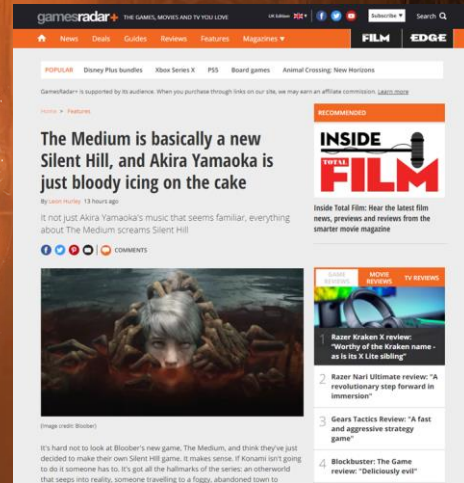 gamesradar+ THE GAMES, MOVIES AND TV YOU LOVE
UK Edition Subscribe ▼ Search
News Deals Guides Reviews Features Magazines ▼ FILM EDGE
POPULAR Disney Plus bundles Xbox Series X PS5 Board games Animal Crossing: New Horizons
GamesRadar+ is supported by its audience. When you purchase through links on our site, we may earn an affiliate commission. Learn more
Home > Features
The Medium is basically a new
Silent Hill, and Akira Yamaoka is
just bloody icing on the cake
By Leon Hurley 13 hours ago
It not just Akira Yamaoka's music that seems familiar, everything
about The Medium screams Silent Hill
COMMENTS
(Image credit: Bloober)
It's hard not to look at Bloober's new game, The Medium, and think they've just
decided to make their own Silent Hill game. It makes sense. If Konami isn't going
to do it someone has to. It's got all the hallmarks of the series: an otherworld
that seeps into reality, someone travelling to a foggy, abandoned town to
RECOMMENDED
INSIDE
TOTAL
FILM
Inside Total Film: Hear the latest film
news, previews and reviews from the
smarter movie magazine
GAME REVIEWS
MOVIE REVIEWS
TV REVIEWS
1 Razer Kraken X review:
"Worthy of the Kraken name -
as is its X Lite sibling"
2 Razer Nari Ultimate review: "A
revolutionary step forward in
immersion"
3 Gears Tactics Review: "A fast
and aggressive strategy
game"
4 Blockbuster: The Game
review: "Deliciously evil"